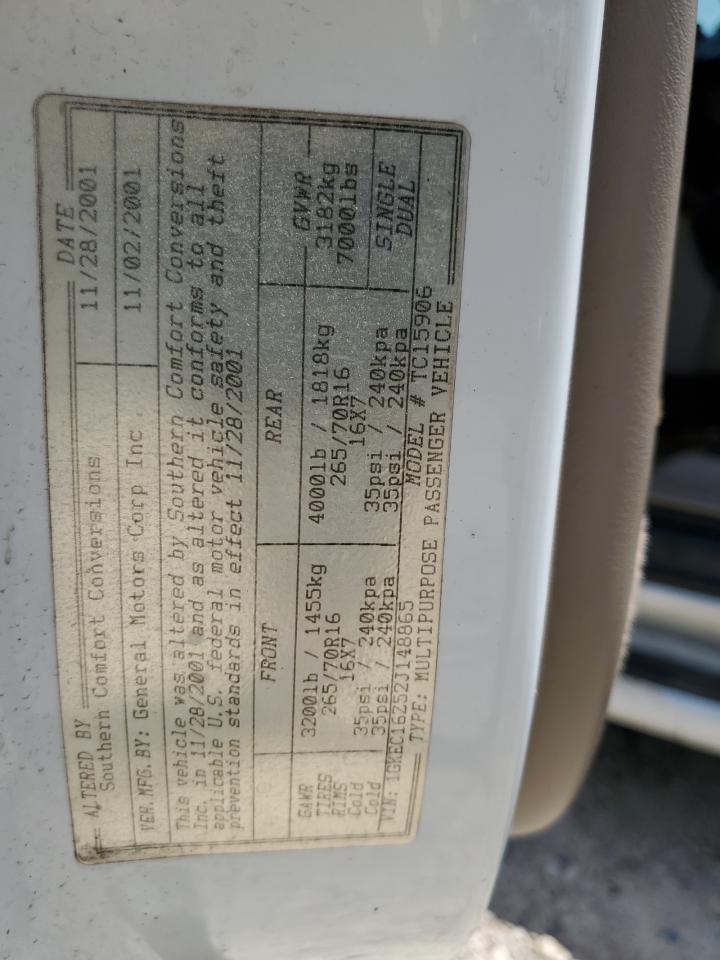 ALTERED BY DATE
Southern Comfort Conversions 11/28/2001
VEH.MFG.BY: General Motors Corp Inc 11/02/2001
This vehicle was altered by Southern Comfort Conversions
Inc. in 11/28/2001 and as altered it conforms to all
applicable U.S. federal motor vehicle safety and theft
prevention standards in effect 11/28/2001
FRONT REAR GVWR
GAWR 3200lb / 1455kg 4000lb / 1818kg 3182kg
TIRES 265/70R16 265/70R16 7000lbs
RIMS 16X7 16X7
Cold 35psi / 240kpa 35psi / 240kpa SINGLE
Cold 35psi / 240kpa 35psi / 240kpa DUAL
VIN: 1GKEC16Z52J148865 MODEL # TC15906
TYPE: MULTIPURPOSE PASSENGER VEHICLE